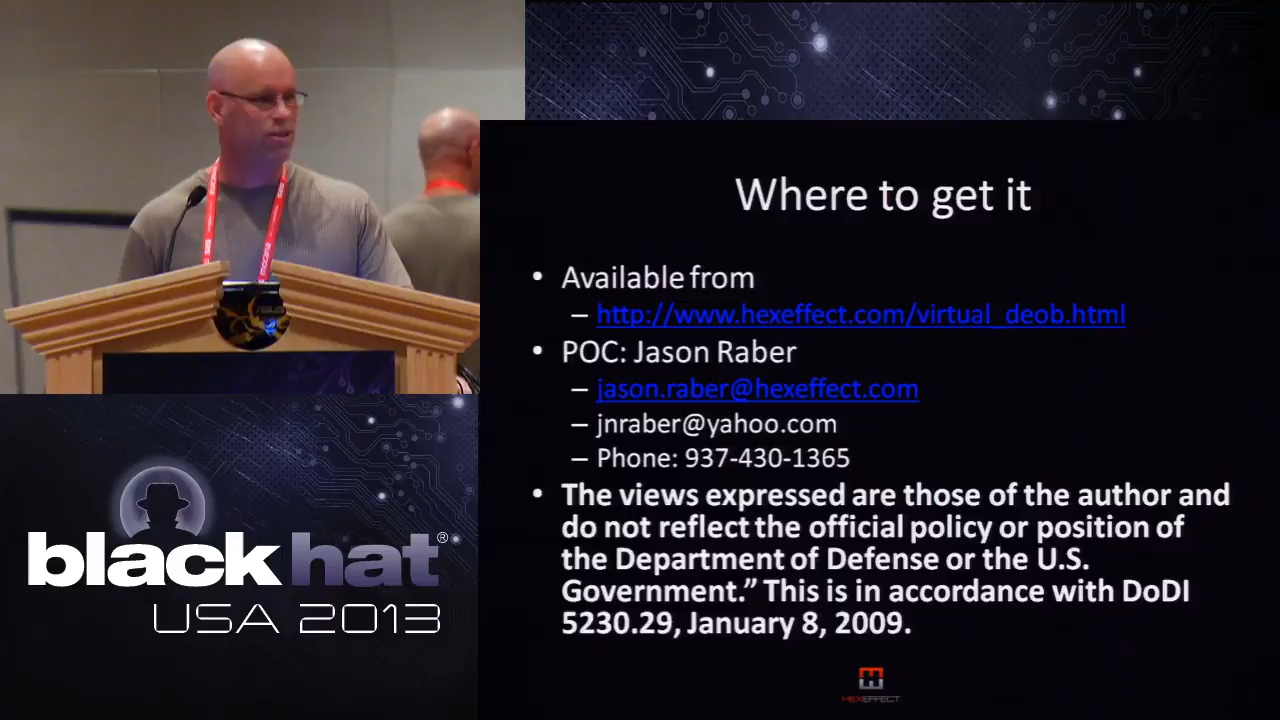 Where to get it
• Available from
– http://www.hexeffect.com/virtual_deob.html
• POC: Jason Raber
– jason.raber@hexeffect.com
– jnraber@yahoo.com
– Phone: 937-430-1365
• The views expressed are those of the author and
do not reflect the official policy or position of
the Department of Defense or the U.S.
Government.” This is in accordance with DoDI
5230.29, January 8, 2009.
HEXEFFECT
blackhat®
USA 2013